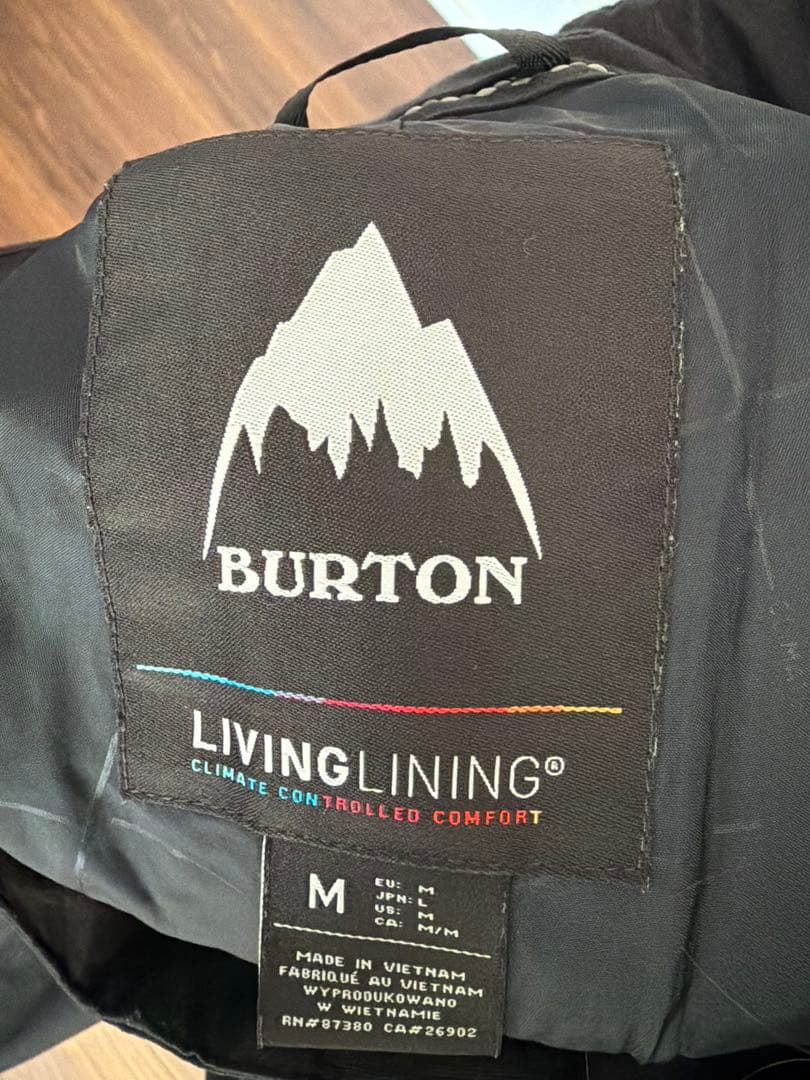 BURTON
LIVINGLINING®
CLIMATE CONTROLLED COMFORT
M
EU: M
JPN: L
US: M
CA: M/M
MADE IN VIETNAM
FABRIQUÉ AU VIETNAM
WYPRODUKOWANO
W WIETNAMIE
RN#87380 CA#26902